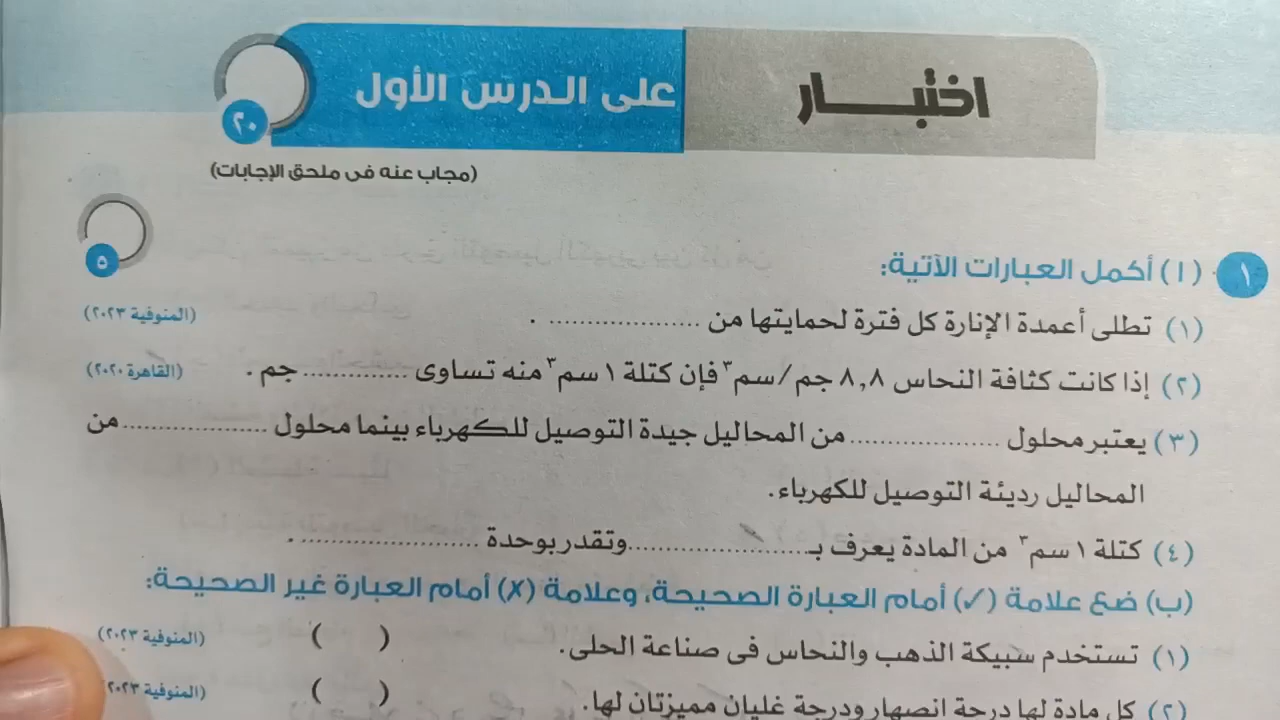 اختبار على الدرس الأول
٢٠
(مجاب عنه فى ملحق الإجابات)
٥
١ (أ) أكمل العبارات الآتية:
(١) تطلى أعمدة الإنارة كل فترة لحمايتها من .................... . (المنوفية ٢٠٢٣)
(٢) إذا كانت كثافة النحاس ٨,٨ جم/سم٣ فإن كتلة ١ سم٣ منه تساوى .............. جم . (القاهرة ٢٠٢٠)
(٣) يعتبر محلول .................... من المحاليل جيدة التوصيل للكهرباء بينما محلول .................... من
المحاليل رديئة التوصيل للكهرباء.
(٤) كتلة ١ سم٣ من المادة يعرف بـ........................وتقدر بوحدة ........................ .
(ب) ضع علامة (✓) أمام العبارة الصحيحة، وعلامة (✗) أمام العبارة غير الصحيحة:
(١) تستخدم سبيكة الذهب والنحاس فى صناعة الحلى. ( ) (المنوفية ٢٠٢٣)
(٢) كل مادة لها درجة انصهار ودرجة غليان مميزتان لها. ( ) (المنوفية ٢٠٢٣)